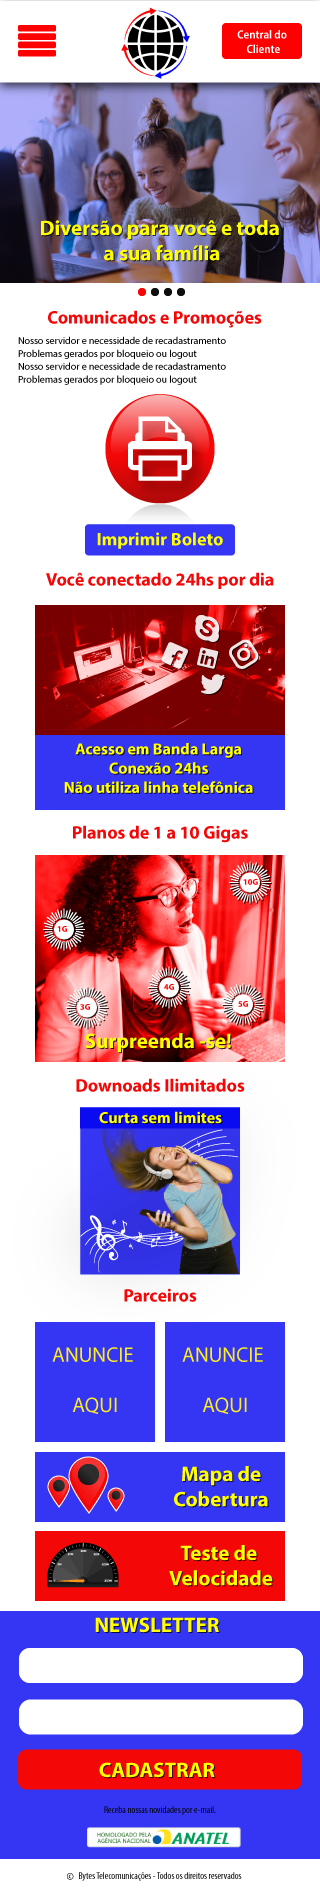 Central do
Cliente
Diversão para você e toda
a sua família
Comunicados e Promoções
Nosso servidor e necessidade de recadastramento
Problemas gerados por bloqueio ou logout
Nosso servidor e necessidade de recadastramento
Problemas gerados por bloqueio ou logout
Imprimir Boleto
Você conectado 24hs por dia
Acesso em Banda Larga
Conexão 24hs
Não utiliza linha telefônica
Planos de 1 a 10 Gigas
10G
1G
4G
3G
5G
Surpreenda -se!
Downoads Ilimitados
Curta sem limites
Parceiros
ANUNCIE
AQUI
ANUNCIE
AQUI
Mapa de
Cobertura
Teste de
Velocidade
NEWSLETTER
CADASTRAR
Receba nossas novidades por e-mail.
HOMOLOGADO PELA
AGÊNCIA NACIONAL
ANATEL
© Bytes Telecomunicações - Todos os direitos reservados